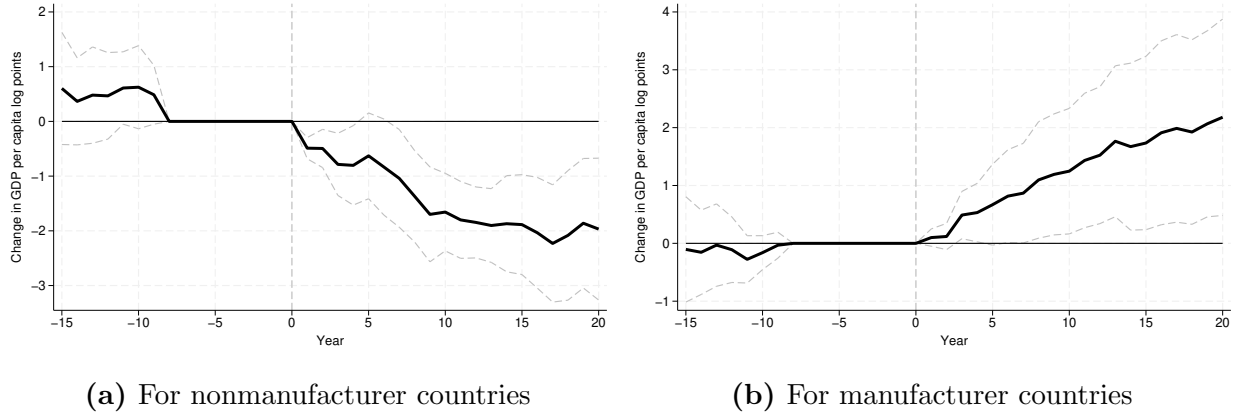 2
1
0
−1
−2
−3
Change in GDP per capita log points
−15 −10 −5 0 5 10 15 20
Year
(a) For nonmanufacturer countries
4
3
2
1
0
−1
Change in GDP per capita log points
−15 −10 −5 0 5 10 15 20
Year
(b) For manufacturer countries